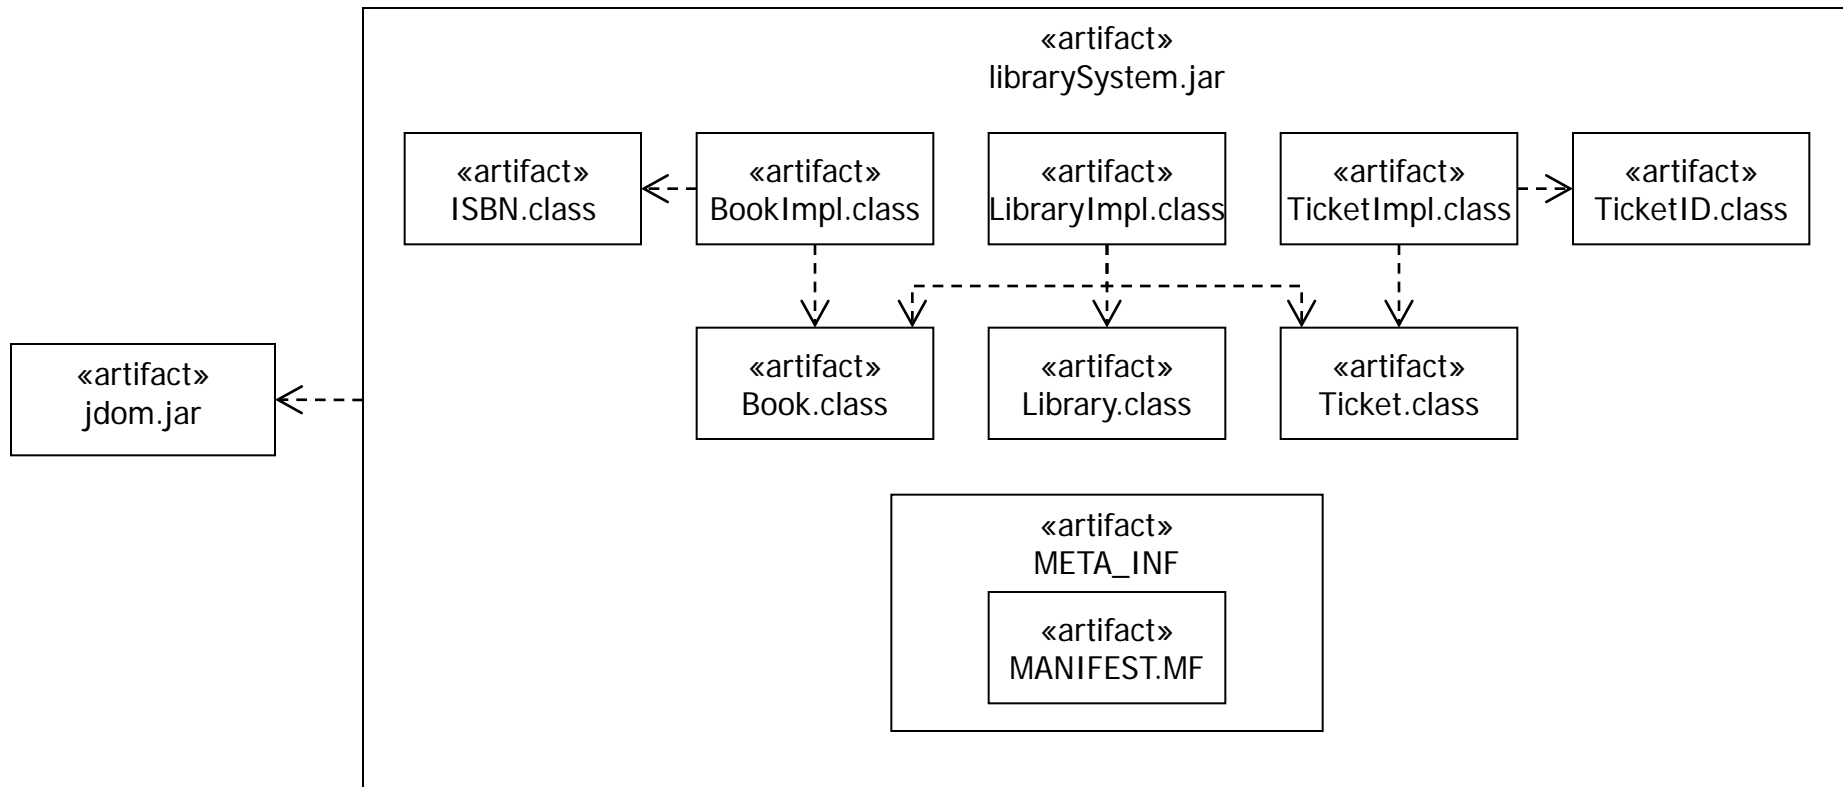 «artifact»
librarySystem.jar
«artifact»
ISBN.class
«artifact»
BookImpl.class
«artifact»
LibraryImpl.class
«artifact»
TicketImpl.class
«artifact»
TicketID.class
«artifact»
jdom.jar
«artifact»
Book.class
«artifact»
Library.class
«artifact»
Ticket.class
«artifact»
META_INF
«artifact»
MANIFEST.MF